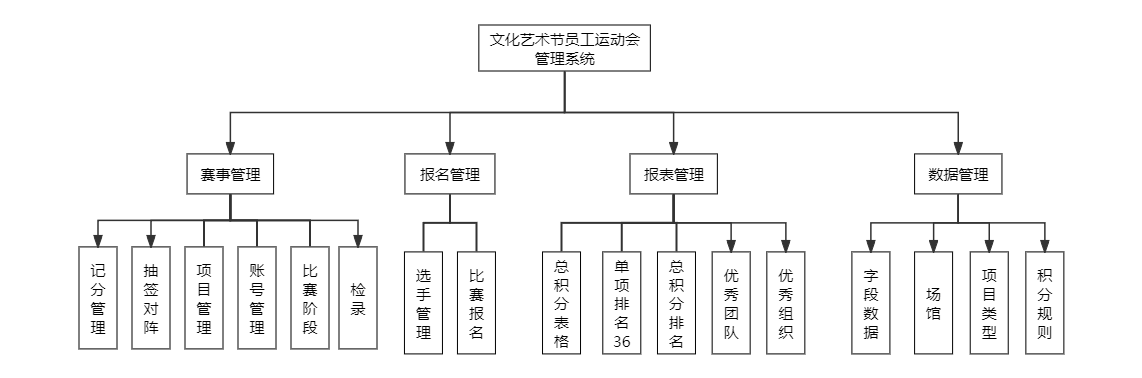 文化艺术节员工运动会
管理系统
赛事管理
报名管理
报表管理
数据管理
记分管理
抽签对阵
项目管理
账号管理
比赛阶段
检录
选手管理
比赛报名
总积分表格
单项排名36
总积分排名
优秀团队
优秀组织
字段数据
场馆
项目类型
积分规则